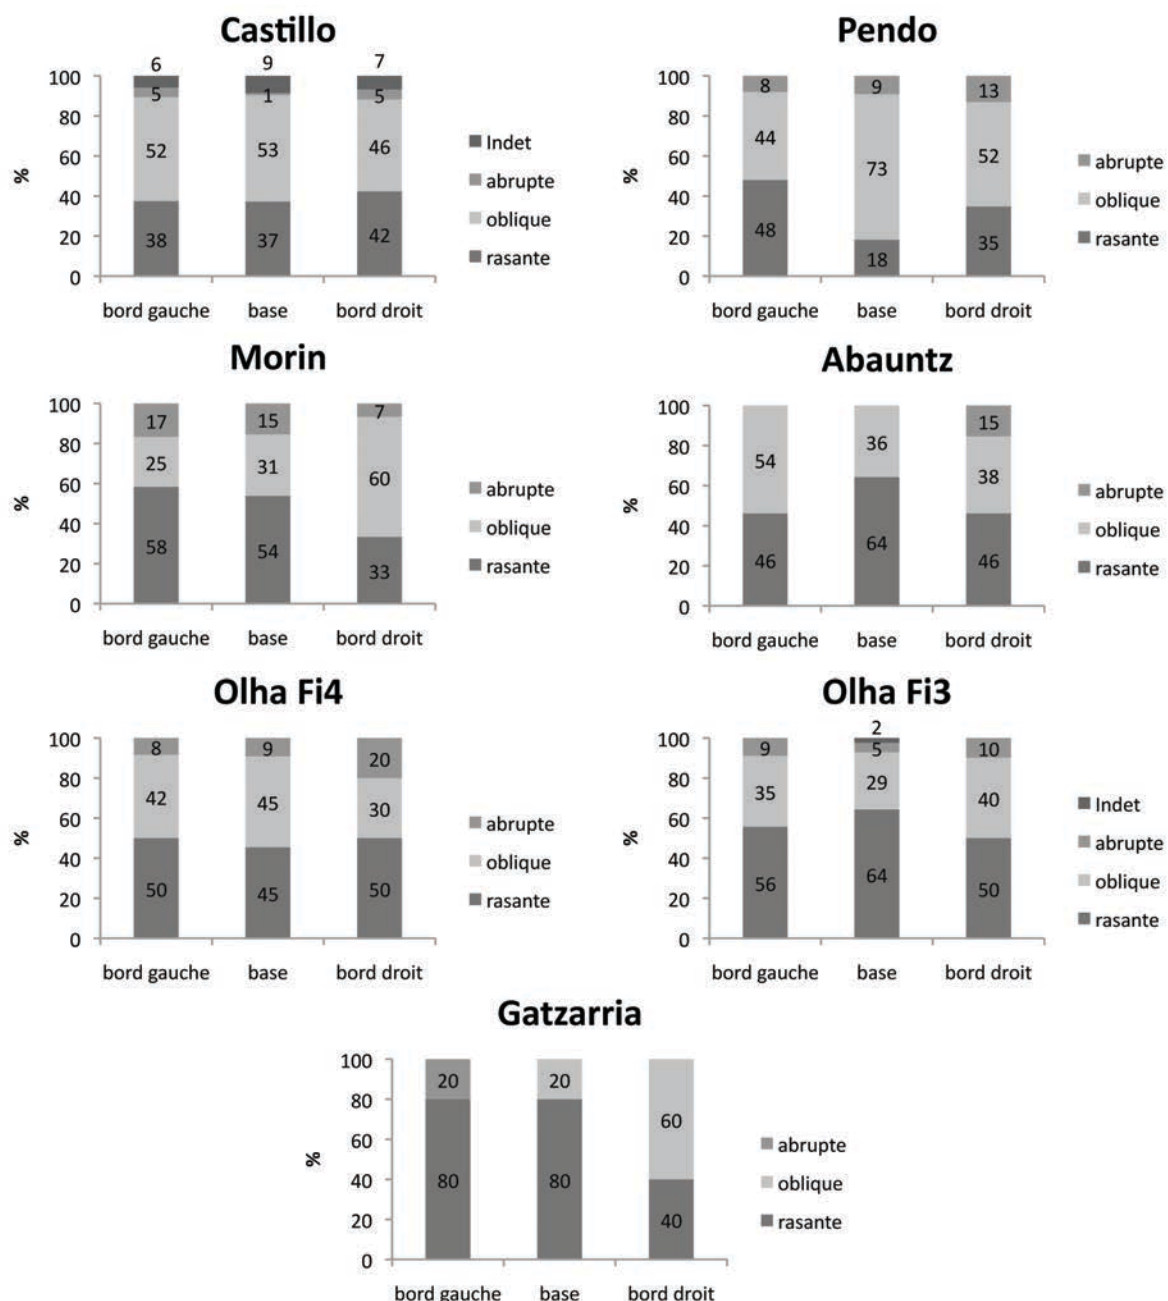 Castillo
6 9 7
100
80
60
40
20
0
%
5 1 5
52 53 46
38 37 42
bord gauche base bord droit
Indet
abrupte
oblique
rasante
Pendo
100
80
60
40
20
0
%
8 9 13
44 73 52
48 18 35
bord gauche base bord droit
abrupte
oblique
rasante
Morin
100
80
60
40
20
0
%
17 15 7
25 31 60
58 54 33
bord gauche base bord droit
abrupte
oblique
rasante
Abauntz
100
80
60
40
20
0
%
15
54 36 38
46 64 46
bord gauche base bord droit
abrupte
oblique
rasante
Olha Fi4
100
80
60
40
20
0
%
8 9 20
42 45 30
50 45 50
bord gauche base bord droit
abrupte
oblique
rasante
Olha Fi3
2
100
80
60
40
20
0
%
9 5 10
35 29 40
56 64 50
bord gauche base bord droit
Indet
abrupte
oblique
rasante
Gatzarria
100
80
60
40
20
0
%
20 20 60
80 80 40
bord gauche base bord droit
abrupte
oblique
rasante